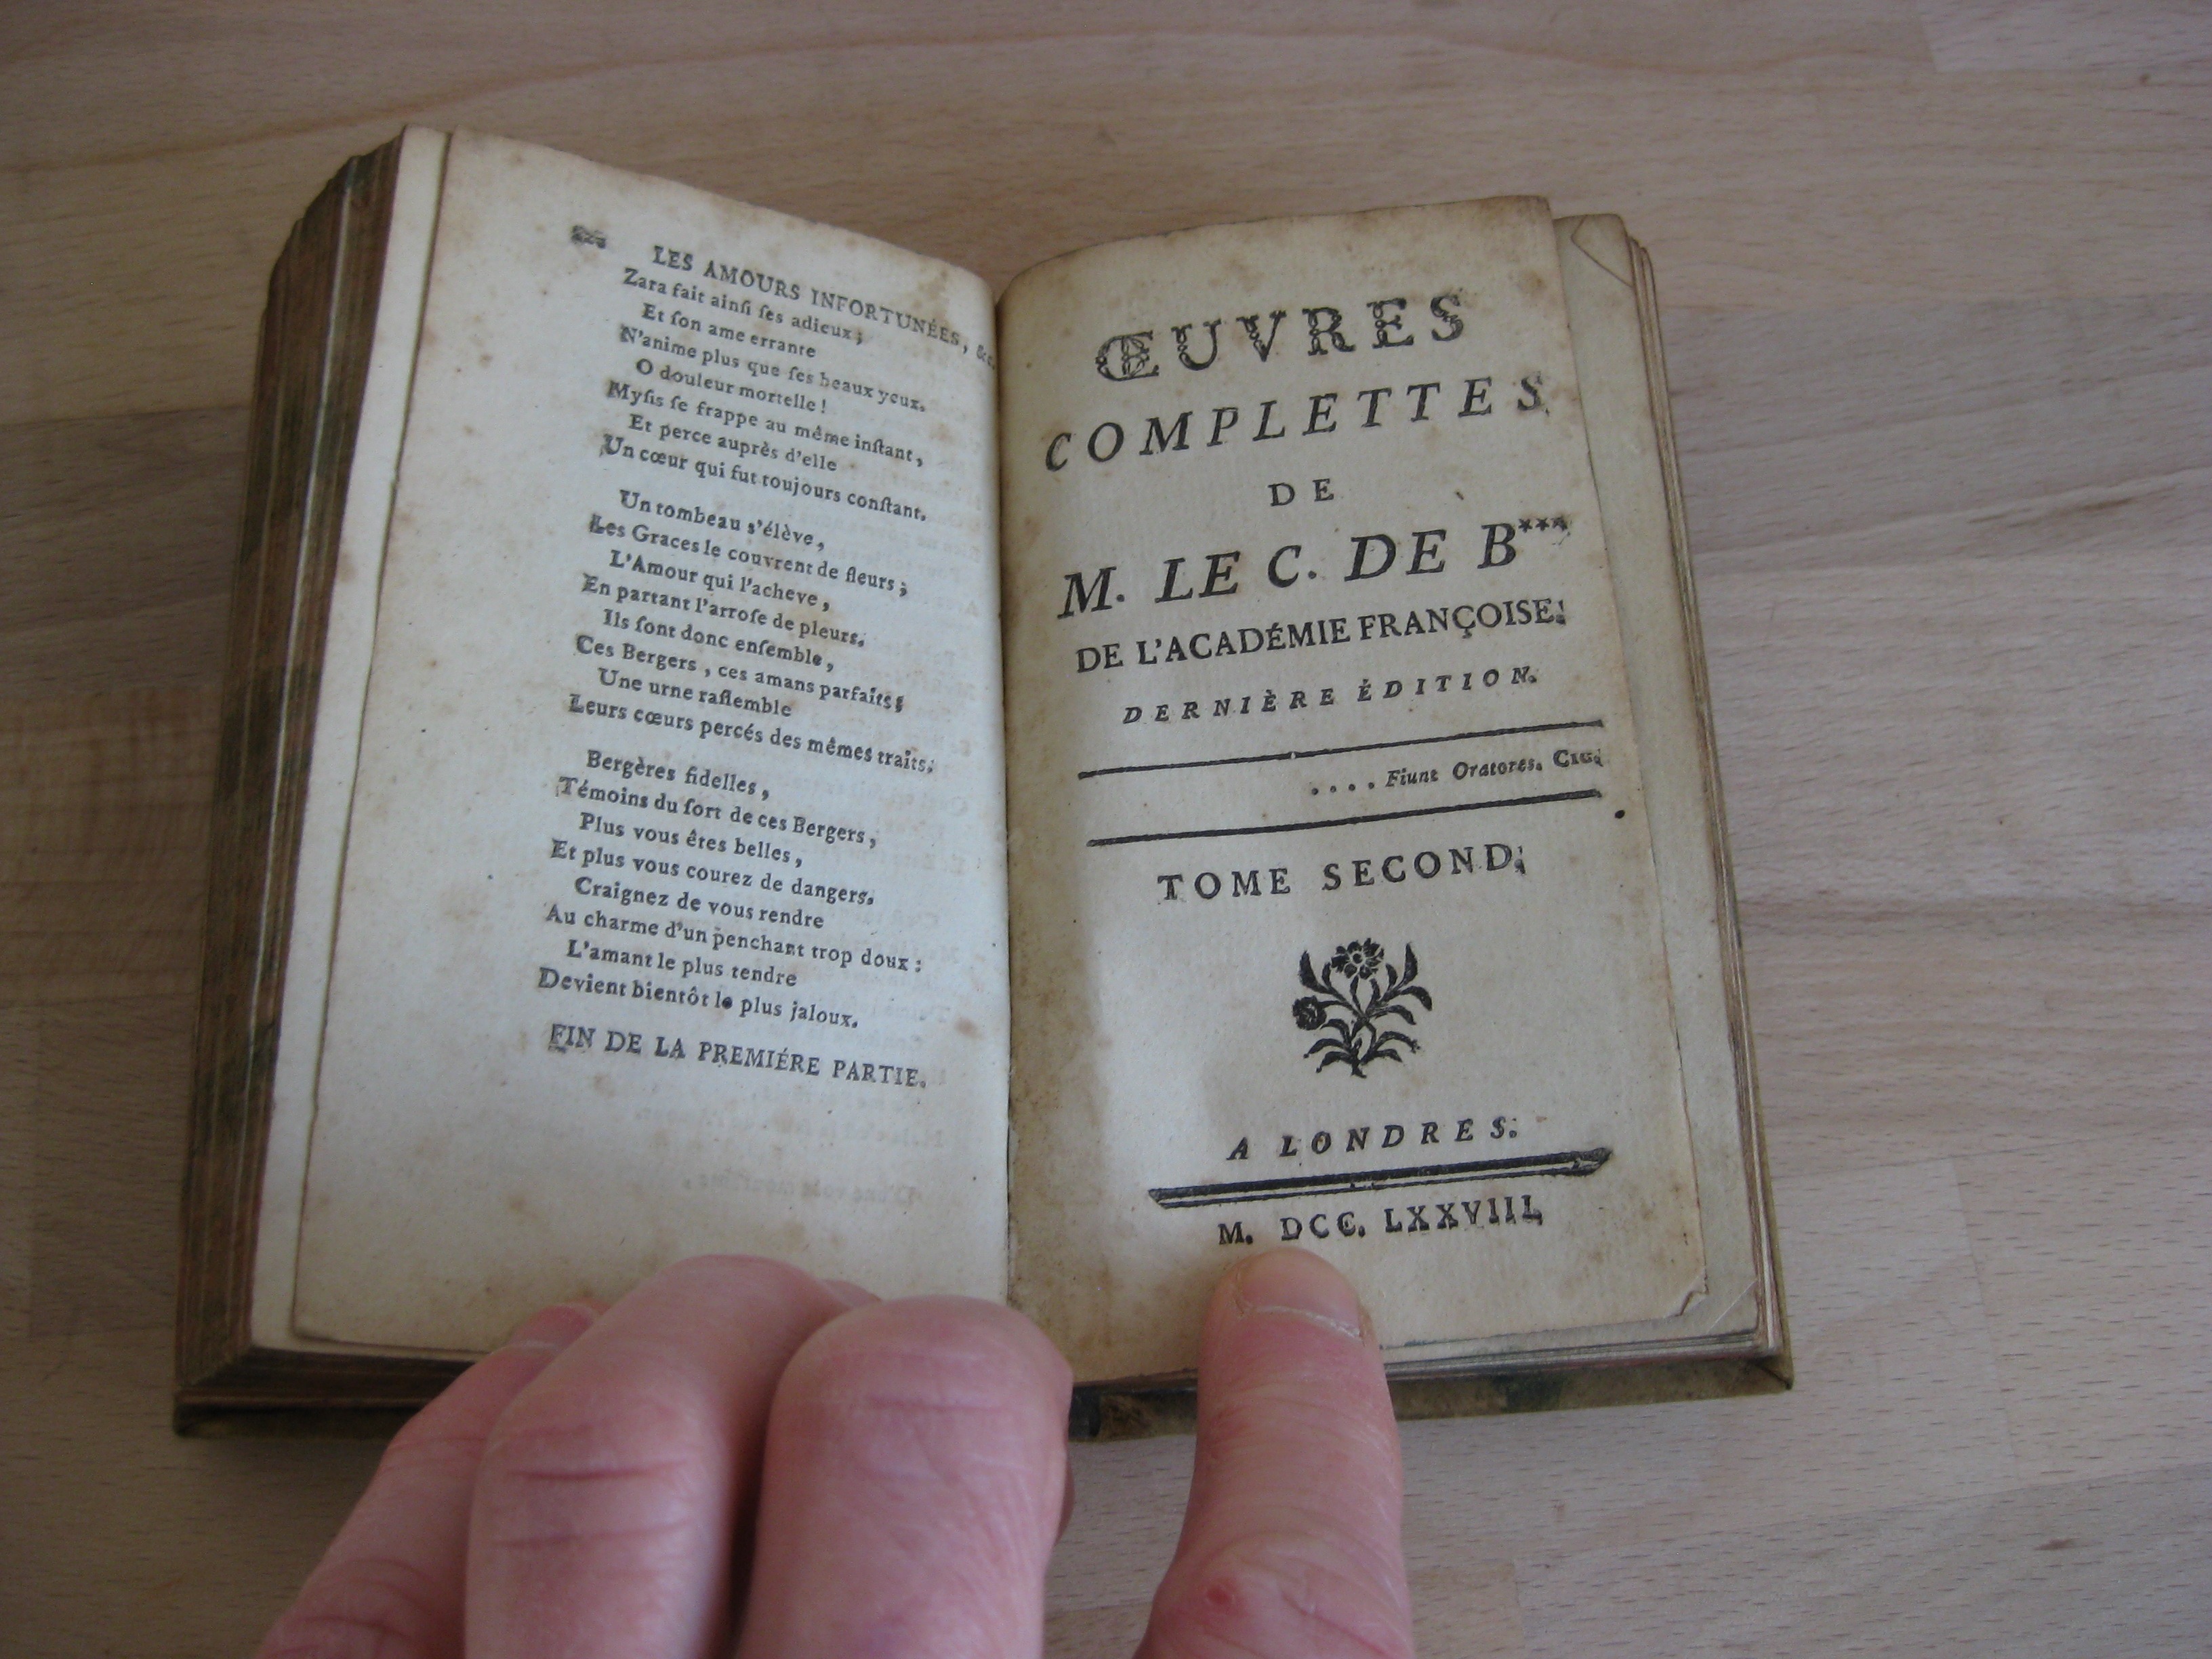 LES AMOURS INFORTUNÉES, &c.
Zara fait ainſi ſes adieux ;
Et ſon ame errante
N'anime plus que ſes beaux yeux.
O douleur mortelle !
Myſis ſe frappe au même inſtant,
Et perce auprès d'elle
Un cœur qui fut toujours conſtant.
Un tombeau s'élève,
Les Graces le couvrent de fleurs ;
L'Amour qui l'acheve,
En partant l'arroſe de pleurs.
Ils ſont donc enſemble,
Ces Bergers, ces amans parfaits ;
Une urne raſſemble
Leurs cœurs percés des mêmes traits.
Bergères fidelles,
Témoins du ſort de ces Bergers,
Plus vous êtes belles,
Et plus vous courez de dangers.
Craignez de vous rendre
Au charme d'un penchant trop doux :
L'amant le plus tendre
Devient bientôt le plus jaloux.
FIN DE LA PREMIÉRE PARTIE.
ŒUVRES
COMPLETTES
DE
M. LE C. DE B***
DE L'ACADÉMIE FRANÇOISE.
DERNIÈRE ÉDITION.
.... Fiunt Oratores. CIC.
TOME SECOND.
A LONDRES.
M. DCC. LXXVIII.